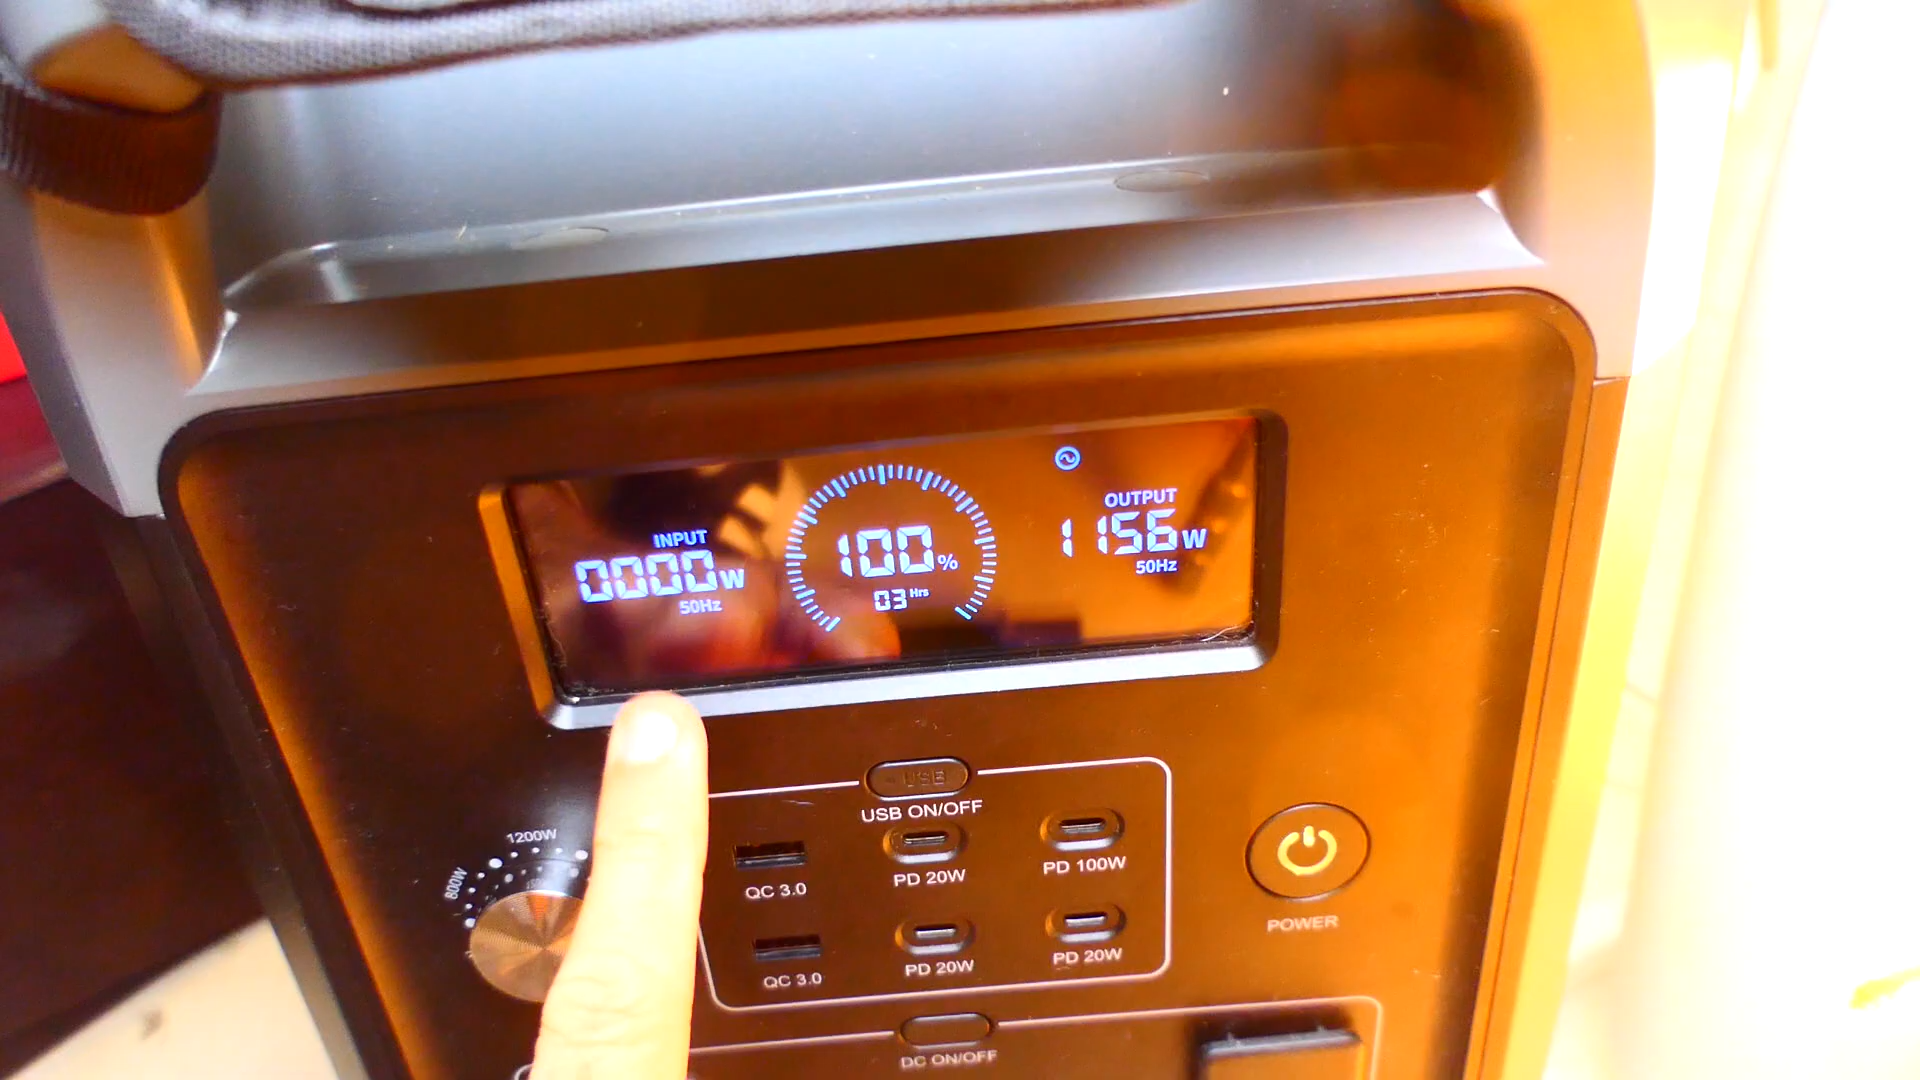 INPUT
0000W
50Hz
100%
03 Hrs
OUTPUT
1156W
50Hz
1200W
800W
USB
USB ON/OFF
QC 3.0
PD 20W
PD 100W
QC 3.0
PD 20W
PD 20W
POWER
DC ON/OFF